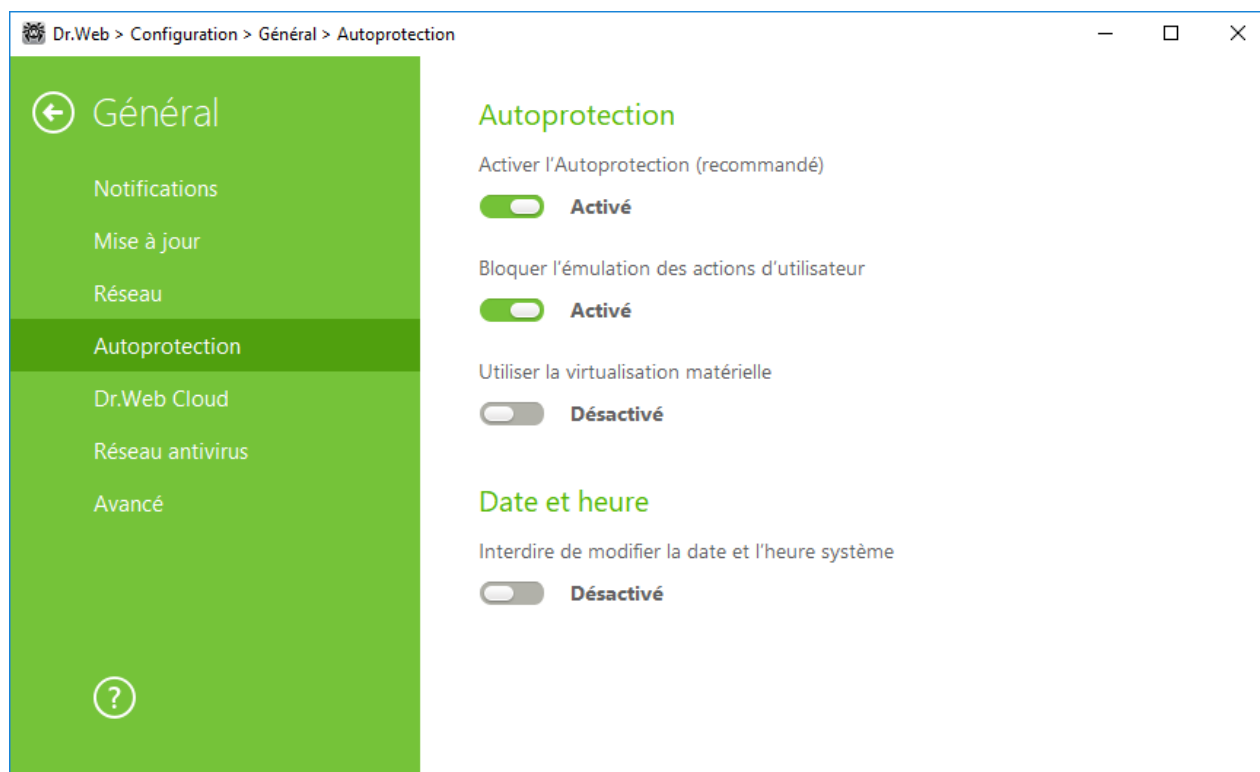 Dr.Web > Configuration > Général > Autoprotection
Général
Notifications
Mise à jour
Réseau
Autoprotection
Dr.Web Cloud
Réseau antivirus
Avancé
?
Autoprotection
Activer l’Autoprotection (recommandé)
Activé
Bloquer l’émulation des actions d’utilisateur
Activé
Utiliser la virtualisation matérielle
Désactivé
Date et heure
Interdire de modifier la date et l’heure système
Désactivé